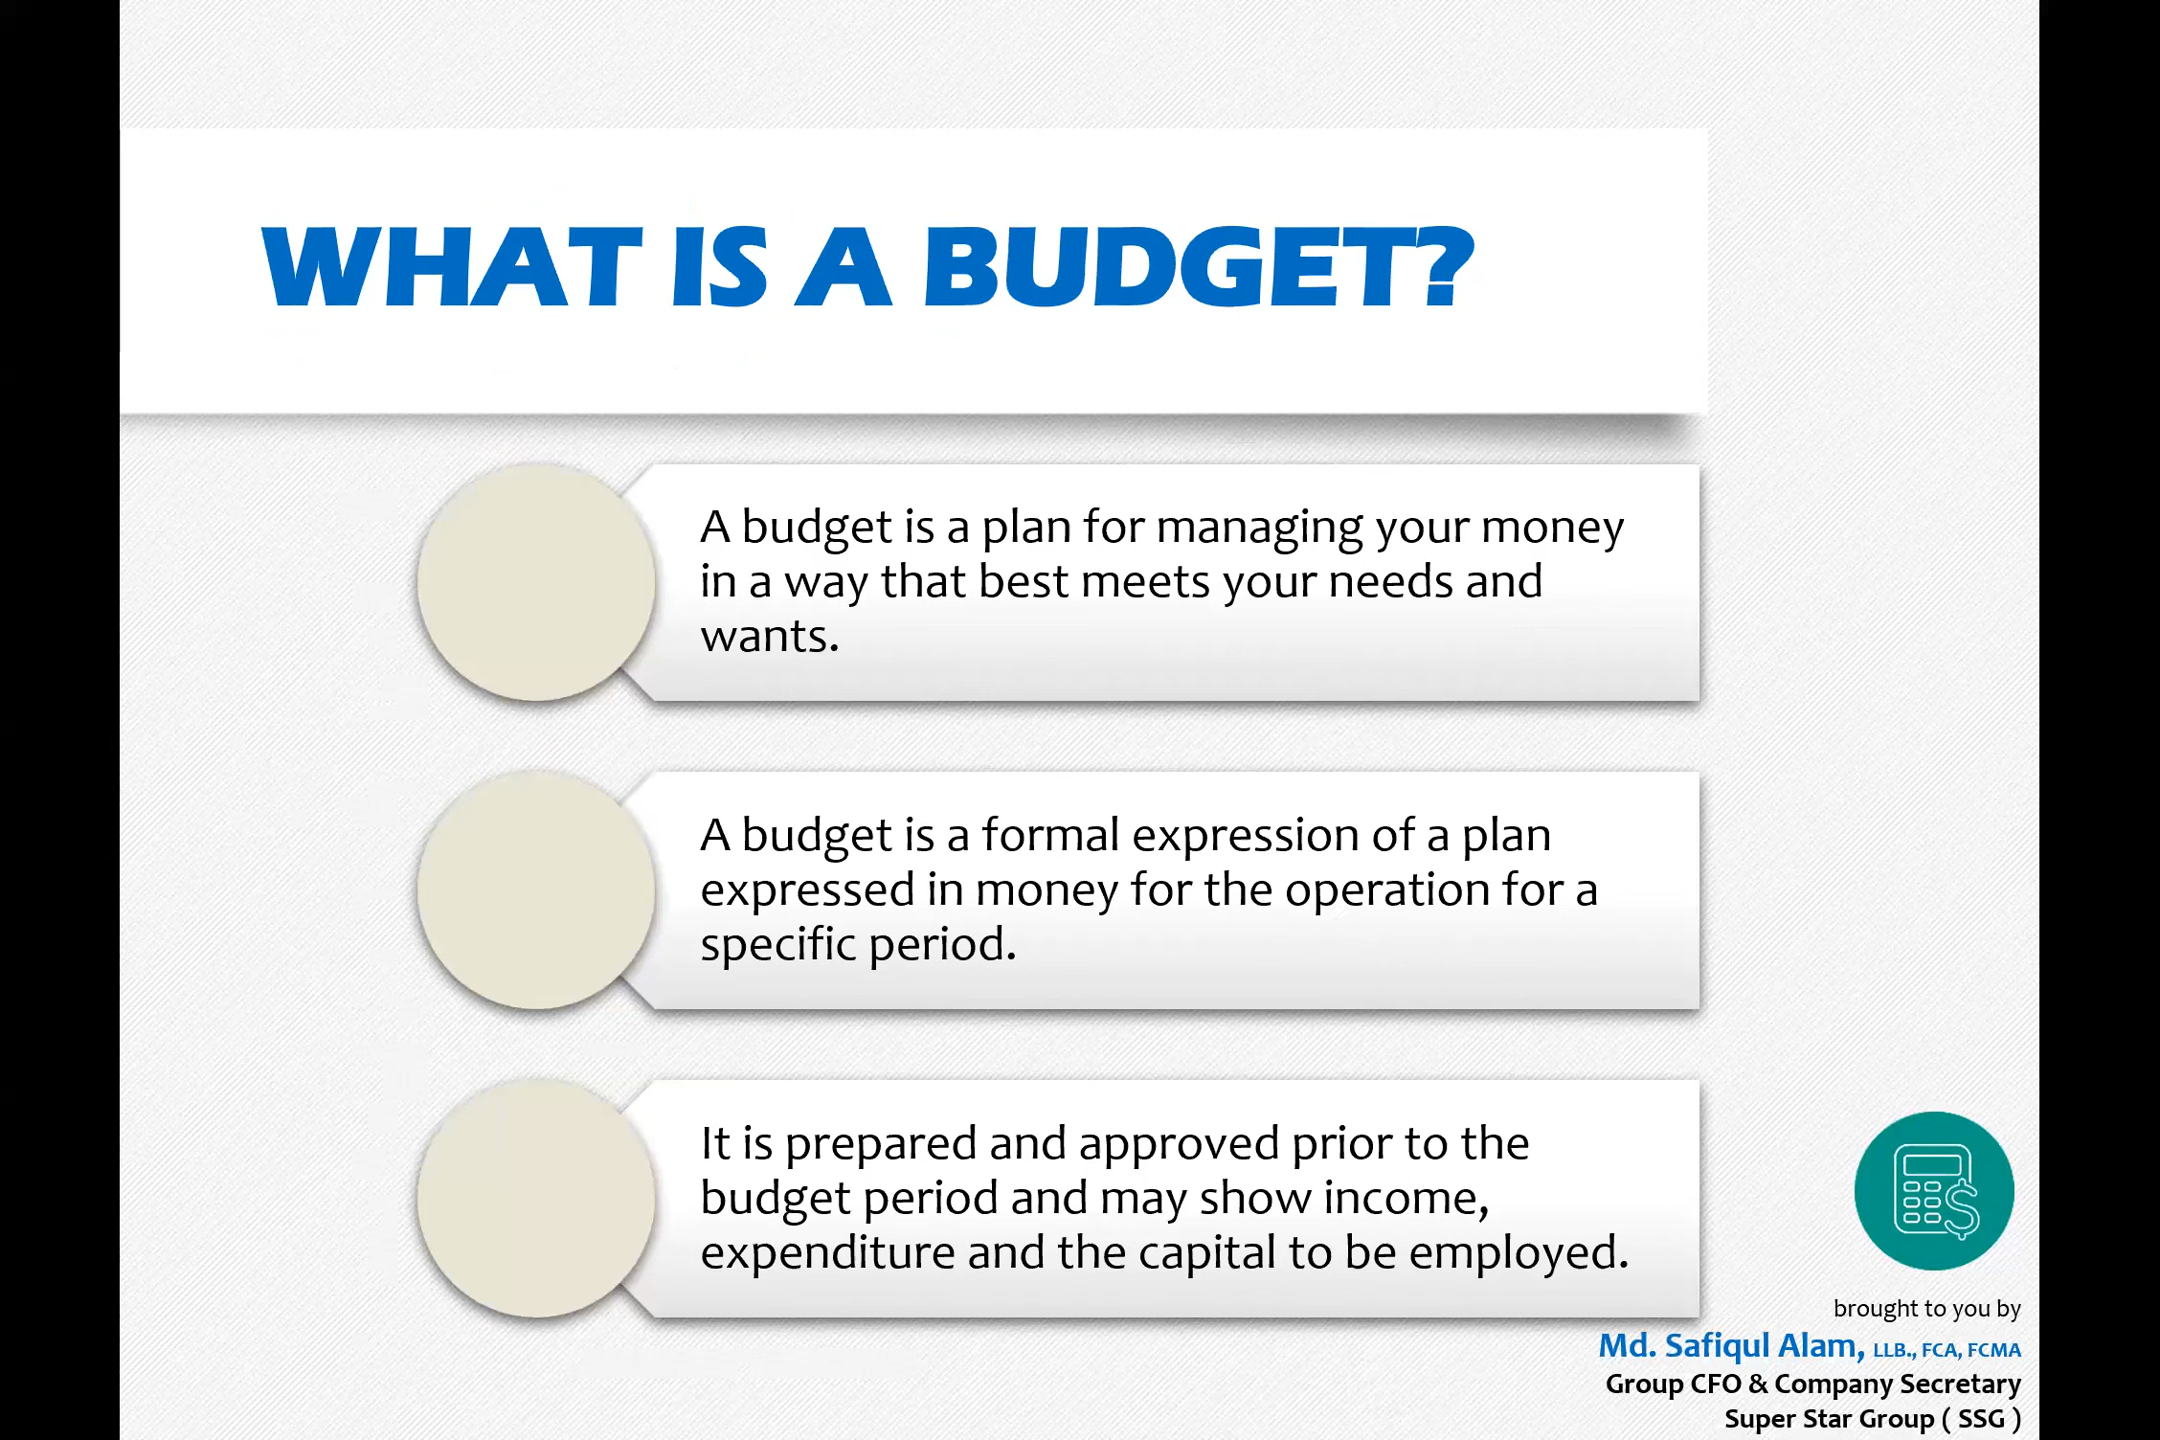 WHAT IS A BUDGET?
A budget is a plan for managing your money
in a way that best meets your needs and
wants.
A budget is a formal expression of a plan
expressed in money for the operation for a
specific period.
It is prepared and approved prior to the
budget period and may show income,
expenditure and the capital to be employed.
brought to you by
Md. Safiqul Alam, LLB., FCA, FCMA
Group CFO & Company Secretary
Super Star Group ( SSG )